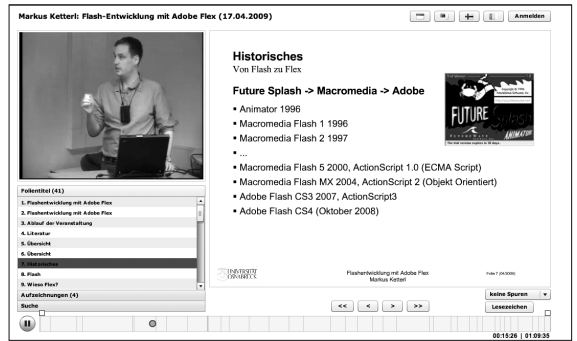 Markus Ketterl: Flash-Entwicklung mit Adobe Flex (17.04.2009)
Anmelden
Historisches
Von Flash zu Flex
Future Splash -> Macromedia -> Adobe
▪ Animator 1996
▪ Macromedia Flash 1 1996
▪ Macromedia Flash 2 1997
▪ ...
▪ Macromedia Flash 5 2000, ActionScript 1.0 (ECMA Script)
▪ Macromedia Flash MX 2004, ActionScript 2 (Objekt Orientiert)
▪ Adobe Flash CS3 2007, ActionScript3
▪ Adobe Flash CS4 (Oktober 2008)
FUTURE
Splash
ANIMATOR
UNIVERSITÄT
OSNABRÜCK
Flashentwicklung mit Adobe Flex
Markus Ketterl
Folie 7 (04/2009)
Folientitel (41)
1. Flashentwicklung mit Adobe Flex
2. Flashentwicklung mit Adobe Flex
3. Ablauf der Veranstaltung
4. Literatur
5. Übersicht
6. Übersicht
7. Historisches
8. Flash
9. Wieso Flex?
Aufzeichnungen (4)
Suche
<< < > >>
keine Spuren
Lesezeichen
00:15:26 | 01:09:35